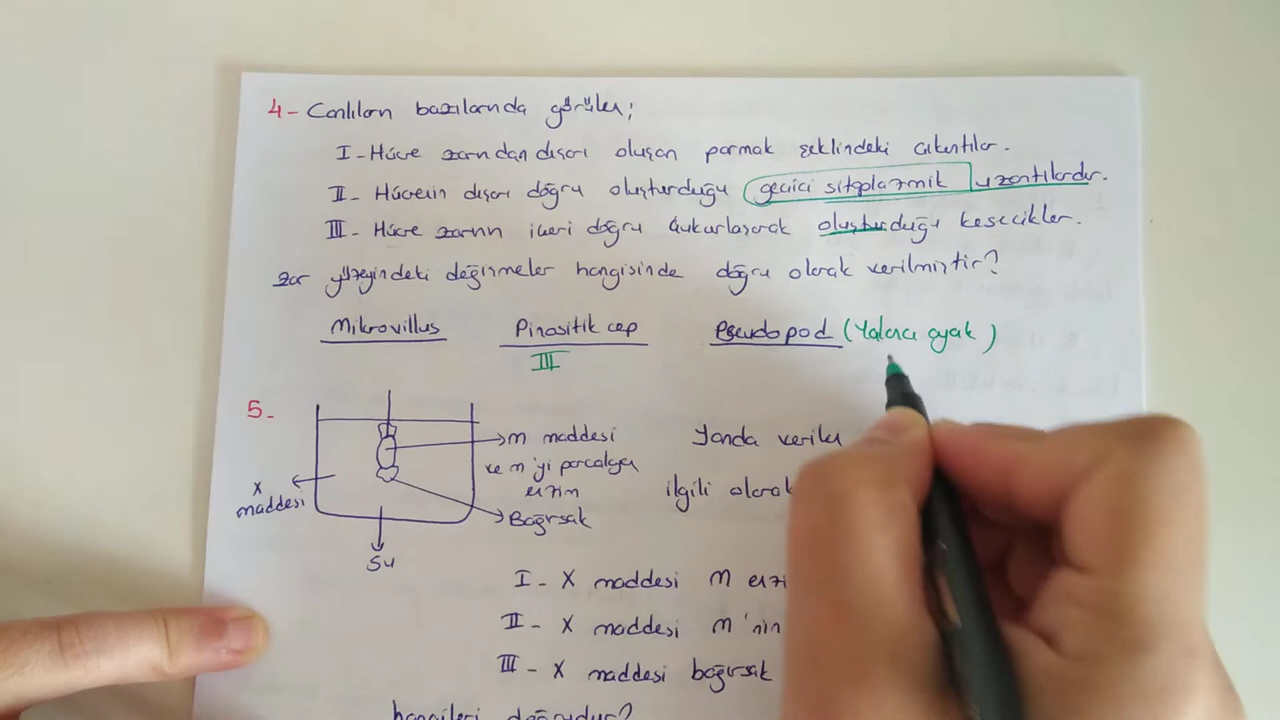 4- Canlıların bazılarında görülen;
I- Hücre zarından dışarı oluşan parmak şeklindeki çıkıntılar.
II- Hücrenin dışarı doğru oluşturduğu geçici sitoplazmik uzantılardır.
III- Hücre zarının içeri doğru çukurlaşarak oluşturduğu kesecikler.
zar yüzeyindeki değişmeler hangisinde doğru olarak verilmiştir?
Mikrovillus Pinositik cep Pseudopod (Yalancı ayak)
III
5-
m maddesi
ve m'yi parçalayan
enzim
Bağırsak
X
maddesi
Su
Yanda verilen
ilgili olarak
I- X maddesi M
II- X maddesi m'nin
III- X maddesi bağırsak
hangileri doğrudur?